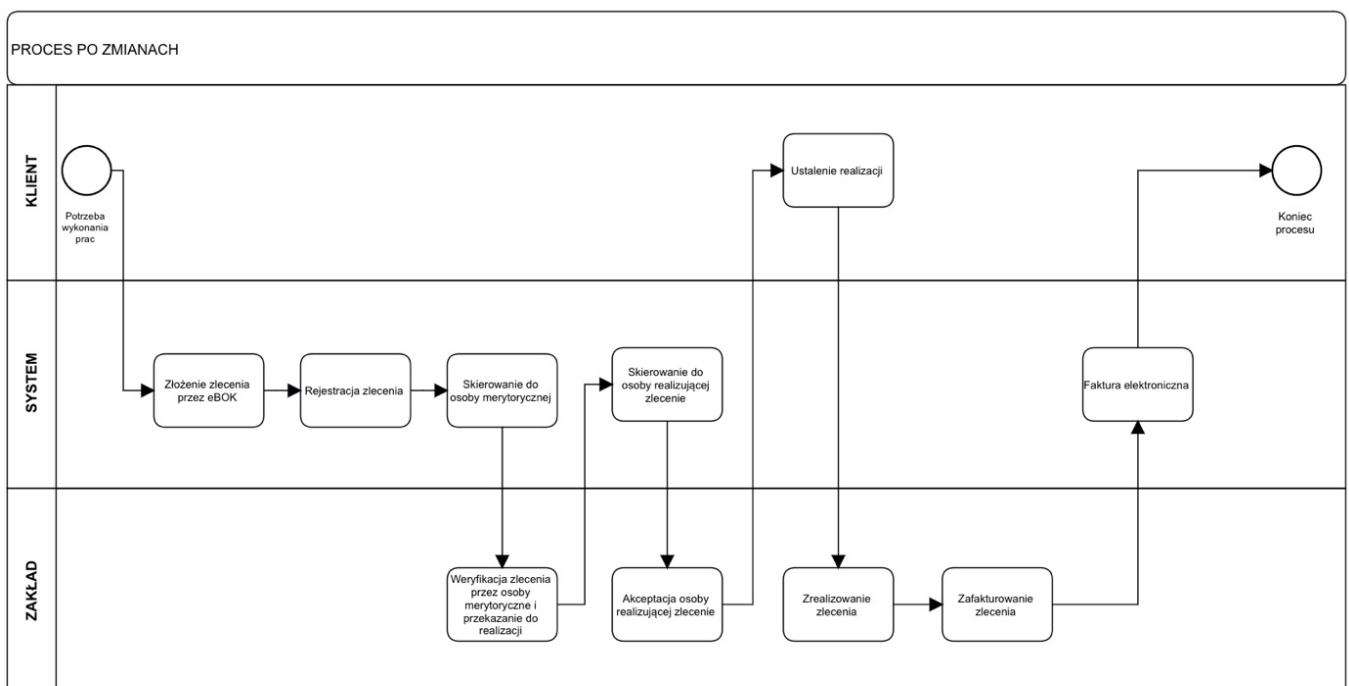 PROCES PO ZMIANACH
KLIENT
Potrzeba
wykonania
prac
Ustalenie realizacji
Koniec
procesu
SYSTEM
Złożenie zlecenia
przez eBOK
Rejestracja zlecenia
Skierowanie do
osoby merytorycznej
Skierowanie do
osoby realizującej
zlecenie
Faktura elektroniczna
ZAKŁAD
Weryfikacja zlecenia
przez osoby
merytoryczne i
przekazanie do
realizacji
Akceptacja osoby
realizującej zlecenie
Zrealizowanie
zlecenia
Zafakturowanie
zlecenia